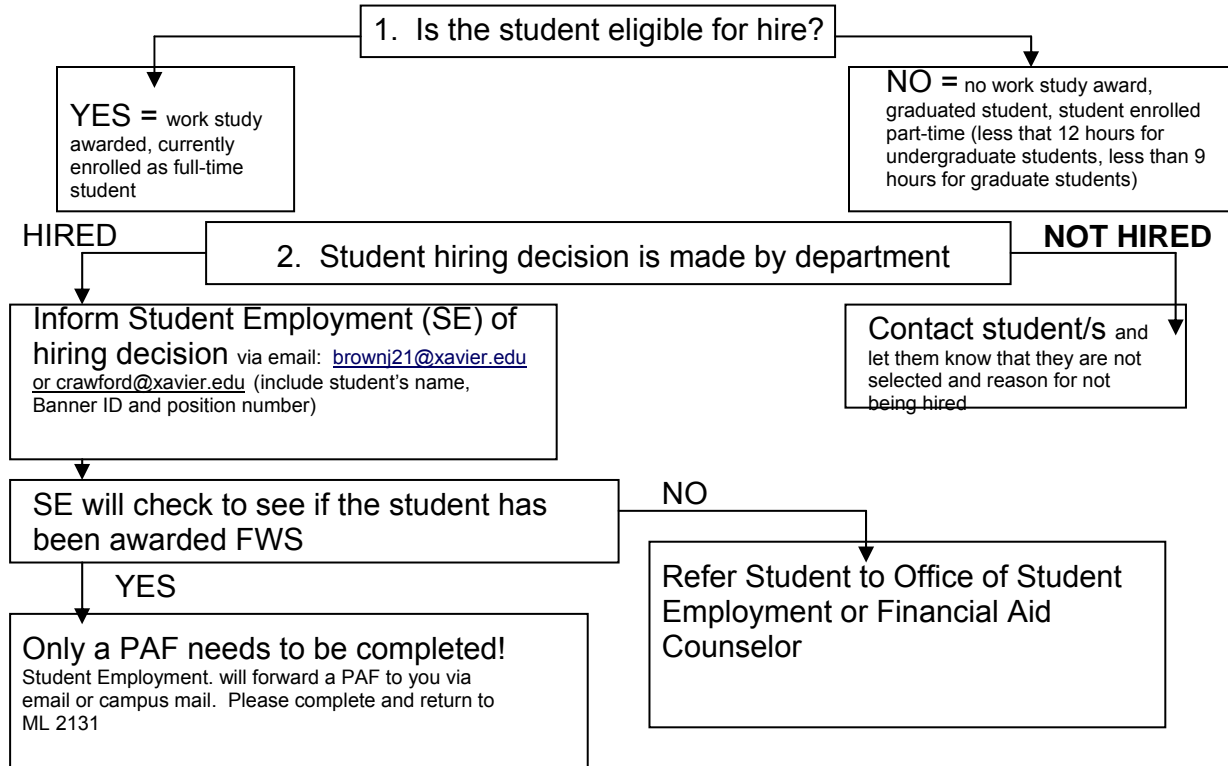 1. Is the student eligible for hire?
YES = work study
awarded, currently
enrolled as full-time
student
NO = no work study award,
graduated student, student enrolled
part-time (less that 12 hours for
undergraduate students, less than 9
hours for graduate students)
HIRED
2. Student hiring decision is made by department
NOT HIRED
Inform Student Employment (SE) of
hiring decision via email: brownj21@xavier.edu
or crawford@xavier.edu (include student's name,
Banner ID and position number)
Contact student/s and
let them know that they are not
selected and reason for not
being hired
SE will check to see if the student has
been awarded FWS
NO
YES
Refer Student to Office of Student
Employment or Financial Aid
Counselor
Only a PAF needs to be completed!
Student Employment. will forward a PAF to you via
email or campus mail. Please complete and return to
ML 2131